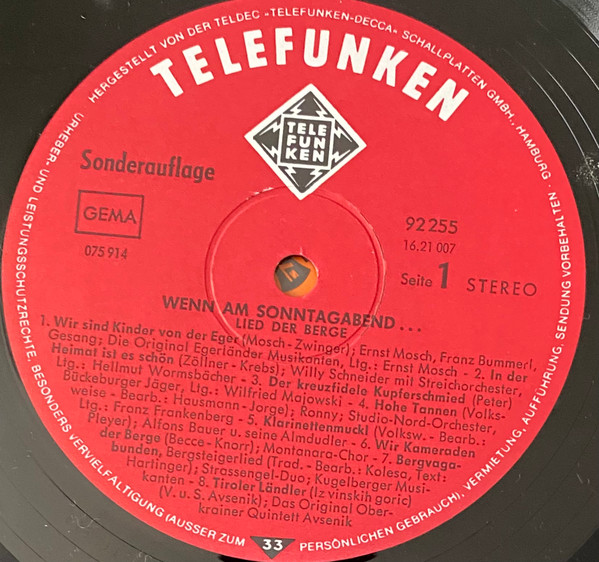 HERGESTELLT VON DER TELDEC »TELEFUNKEN-DECCA« SCHALLPLATTEN GMBH., HAMBURG
URHEBER- UND LEISTUNGSSCHUTZRECHTE, BESONDERS VERVIELFÄLTIGUNG (AUSSER ZUM PERSÖNLICHEN GEBRAUCH), VERMIETUNG, AUFFÜHRUNG, SENDUNG VORBEHALTEN
TELEFUNKEN
TELE
FUN
KEN
Sonderauflage
GEMA
075 914
92 255
16.21 007
Seite 1 STEREO
WENN AM SONNTAGABEND...
LIED DER BERGE
1. Wir sind Kinder von der Eger (Mosch - Zwinger); Ernst Mosch, Franz Bummerl,
Gesang; Die Original Egerländer Musikanten, Ltg.: Ernst Mosch - 2. In der
Heimat ist es schön (Zöllner - Krebs); Willy Schneider mit Streichorchester,
Ltg.: Hellmut Wormsbächer - 3. Der kreuzfidele Kupferschmied (Peter)
Bückeburger Jäger, Ltg.: Wilfried Majowski - 4. Hohe Tannen (Volks-
weise - Bearb.: Hausmann - Jorge); Ronny; Studio-Nord-Orchester,
Ltg.: Franz Frankenberg - 5. Klarinettenmuckl (Volksw. - Bearb.:
Pleyer); Alfons Bauer u. seine Almdudler - 6. Wir Kameraden
der Berge (Becce - Knorr); Montanara-Chor - 7. Bergvaga-
bunden, Bergsteigerlied (Trad. - Bearb.: Kolesa, Text:
Hartinger); Strassengel-Duo; Kugelberger Musi-
kanten - 8. Tiroler Ländler (Iz vinskih goric)
(V. u. S. Avsenik); Das Original Ober-
krainer Quintett Avsenik
33